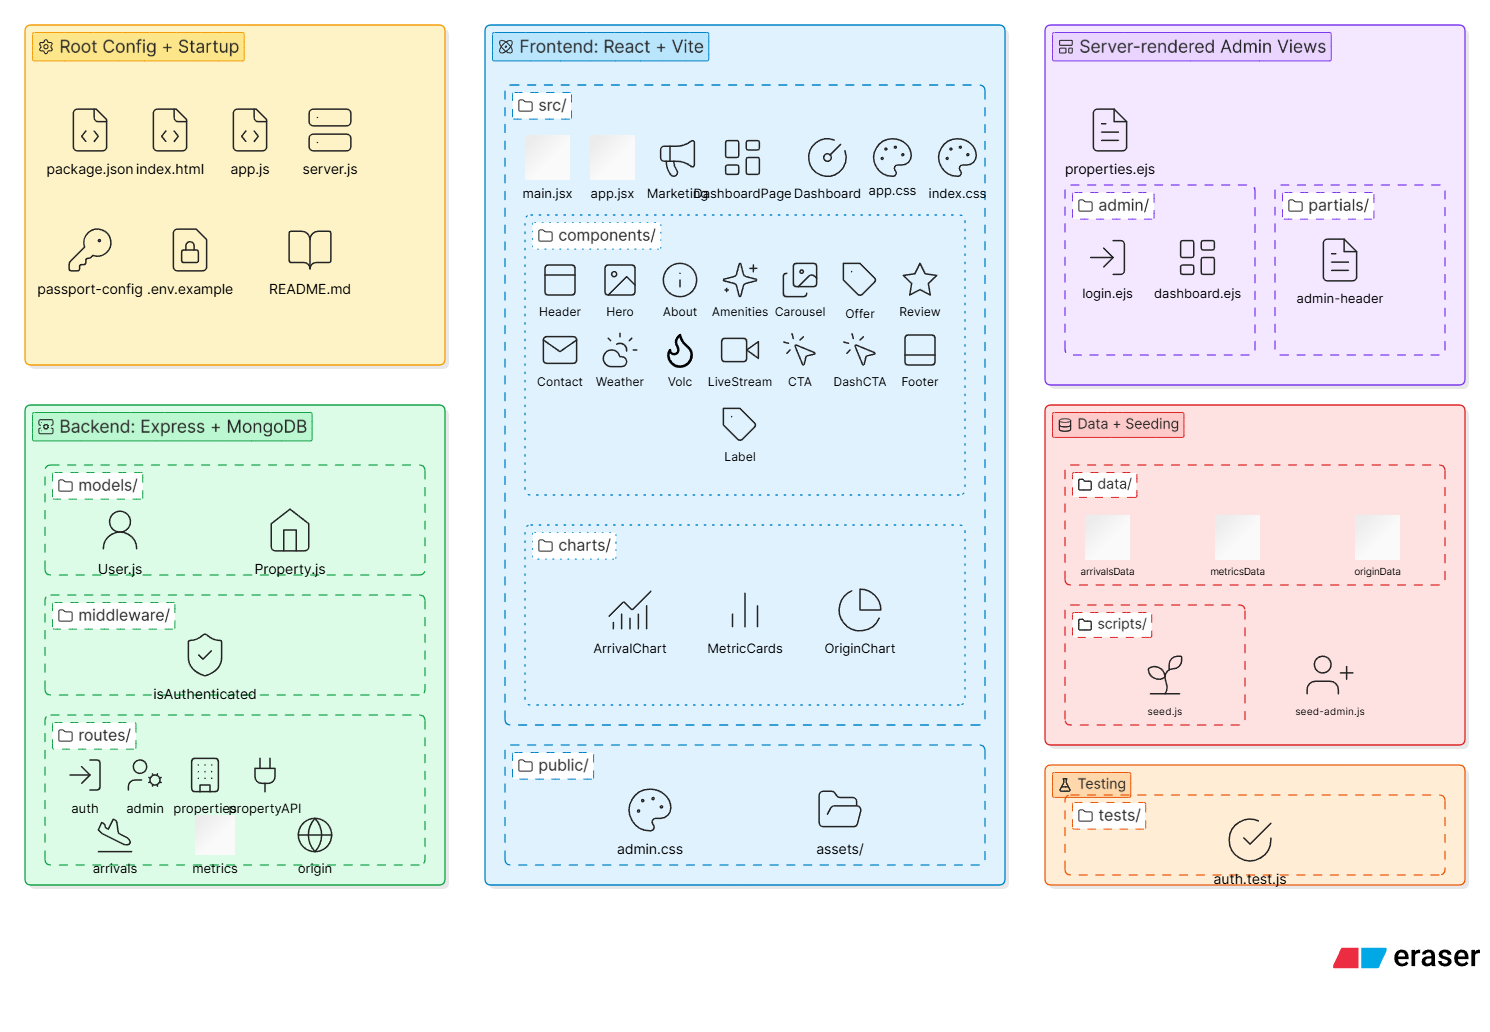 Root Config + Startup
package.json
index.html
app.js
server.js
passport-config
.env.example
README.md
Backend: Express + MongoDB
models/
User.js
Property.js
middleware/
isAuthenticated
routes/
auth
admin
properties
propertyAPI
arrivals
metrics
origin
Frontend: React + Vite
src/
main.jsx
app.jsx
Marketing
DashboardPage
Dashboard
app.css
index.css
components/
Header
Hero
About
Amenities
Carousel
Offer
Review
Contact
Weather
Volc
LiveStream
CTA
DashCTA
Footer
Label
charts/
ArrivalChart
MetricCards
OriginChart
public/
admin.css
assets/
Server-rendered Admin Views
properties.ejs
admin/
login.ejs
dashboard.ejs
partials/
admin-header
Data + Seeding
data/
arrivalsData
metricsData
originData
scripts/
seed.js
seed-admin.js
Testing
tests/
auth.test.js
eraser